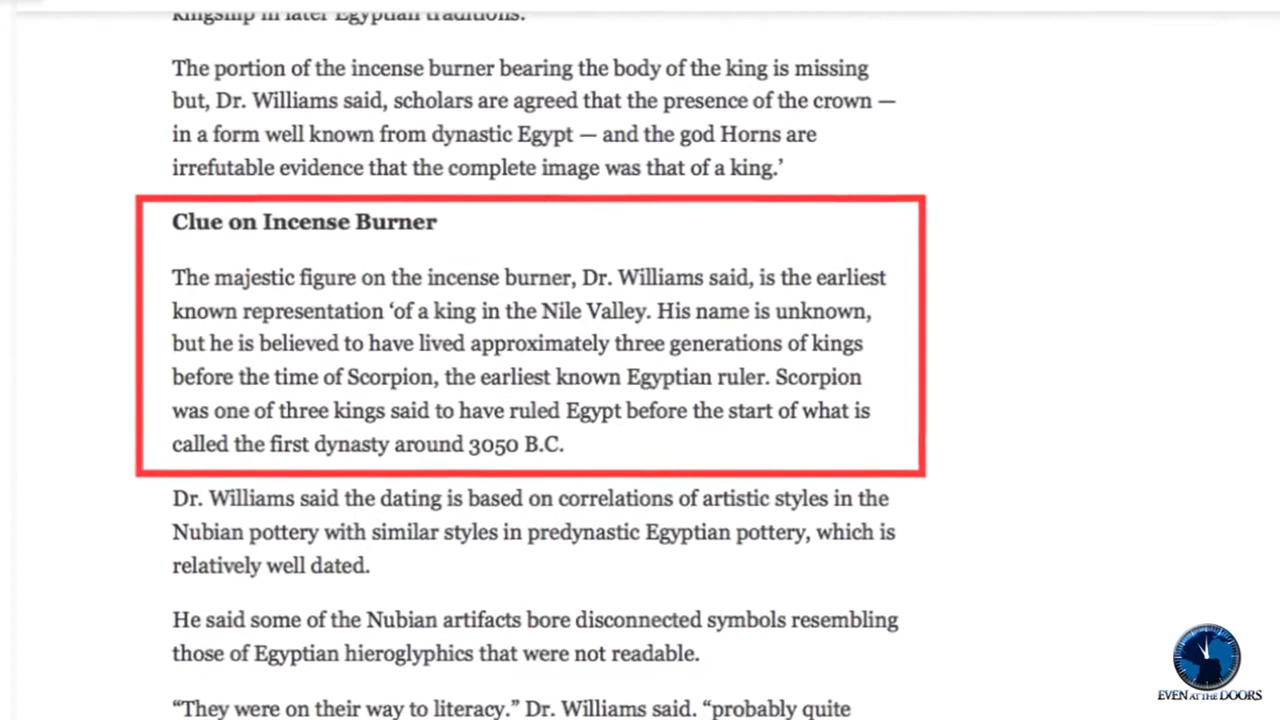 kingship in later Egyptian traditions.
The portion of the incense burner bearing the body of the king is missing
but, Dr. Williams said, scholars are agreed that the presence of the crown —
in a form well known from dynastic Egypt — and the god Horns are
irrefutable evidence that the complete image was that of a king.’
Clue on Incense Burner
The majestic figure on the incense burner, Dr. Williams said, is the earliest
known representation ‘of a king in the Nile Valley. His name is unknown,
but he is believed to have lived approximately three generations of kings
before the time of Scorpion, the earliest known Egyptian ruler. Scorpion
was one of three kings said to have ruled Egypt before the start of what is
called the first dynasty around 3050 B.C.
Dr. Williams said the dating is based on correlations of artistic styles in the
Nubian pottery with similar styles in predynastic Egyptian pottery, which is
relatively well dated.
He said some of the Nubian artifacts bore disconnected symbols resembling
those of Egyptian hieroglyphics that were not readable.
“They were on their way to literacy.” Dr. Williams said. “probably quite
EVEN AT THE DOORS